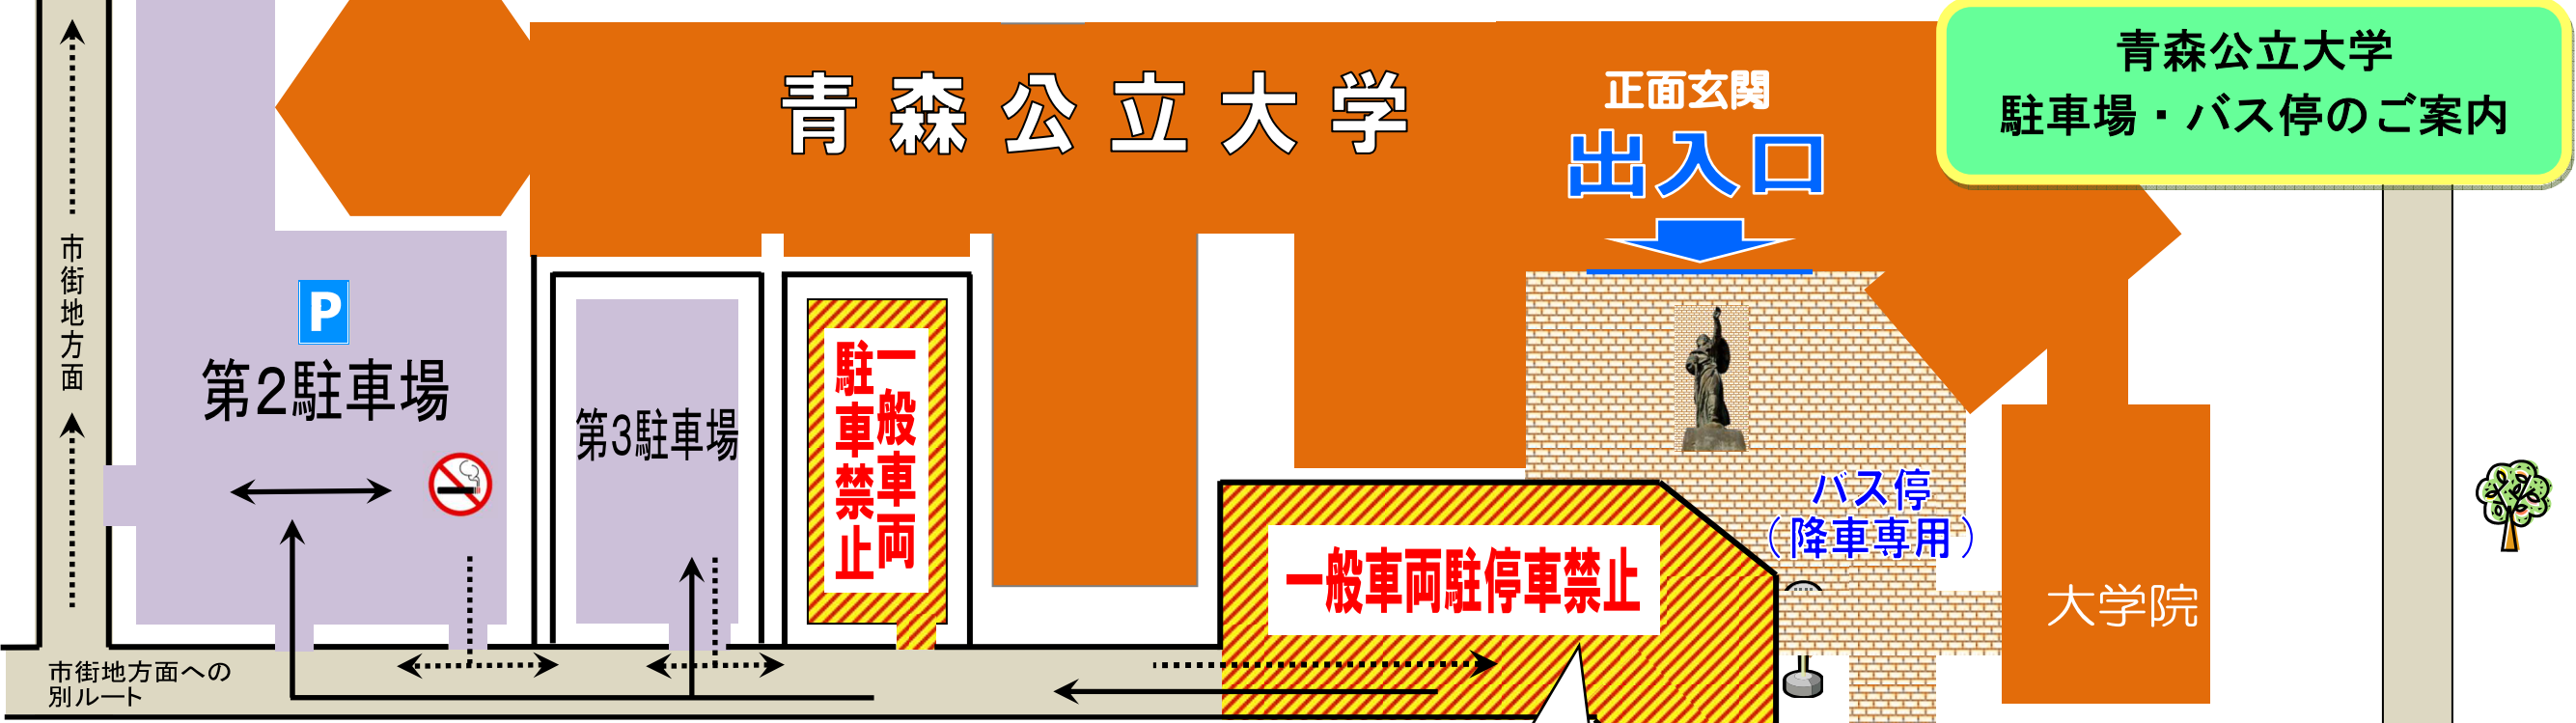 青森公立大学
駐車場・バス停のご案内
青森公立大学
正面玄関
出入口
市街地方面
P
第2駐車場
第3駐車場
一般車両
駐車禁止
バス停
（降車専用）
一般車両駐停車禁止
大学院
市街地方面への
別ルート